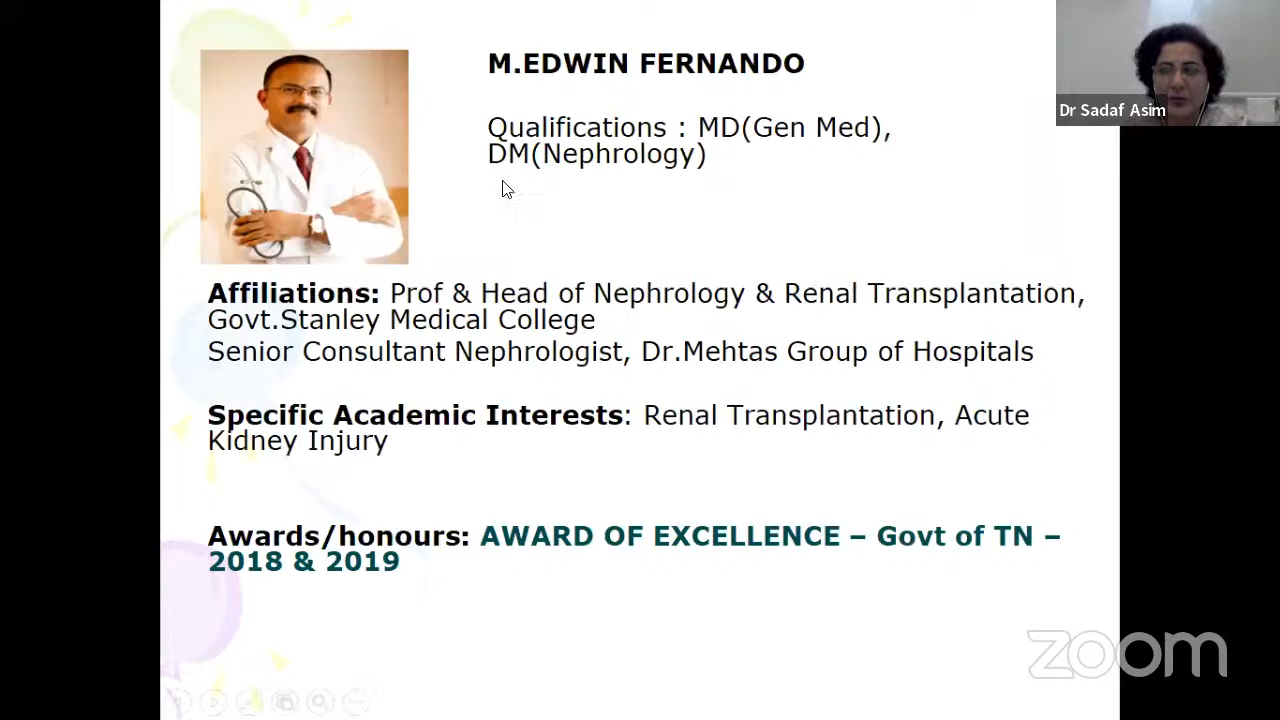 M.EDWIN FERNANDO
Dr Sadaf Asim
Qualifications : MD(Gen Med),
DM(Nephrology)
Affiliations: Prof & Head of Nephrology & Renal Transplantation,
Govt.Stanley Medical College
Senior Consultant Nephrologist, Dr.Mehtas Group of Hospitals
Specific Academic Interests: Renal Transplantation, Acute
Kidney Injury
Awards/honours: AWARD OF EXCELLENCE – Govt of TN –
2018 & 2019
zoom